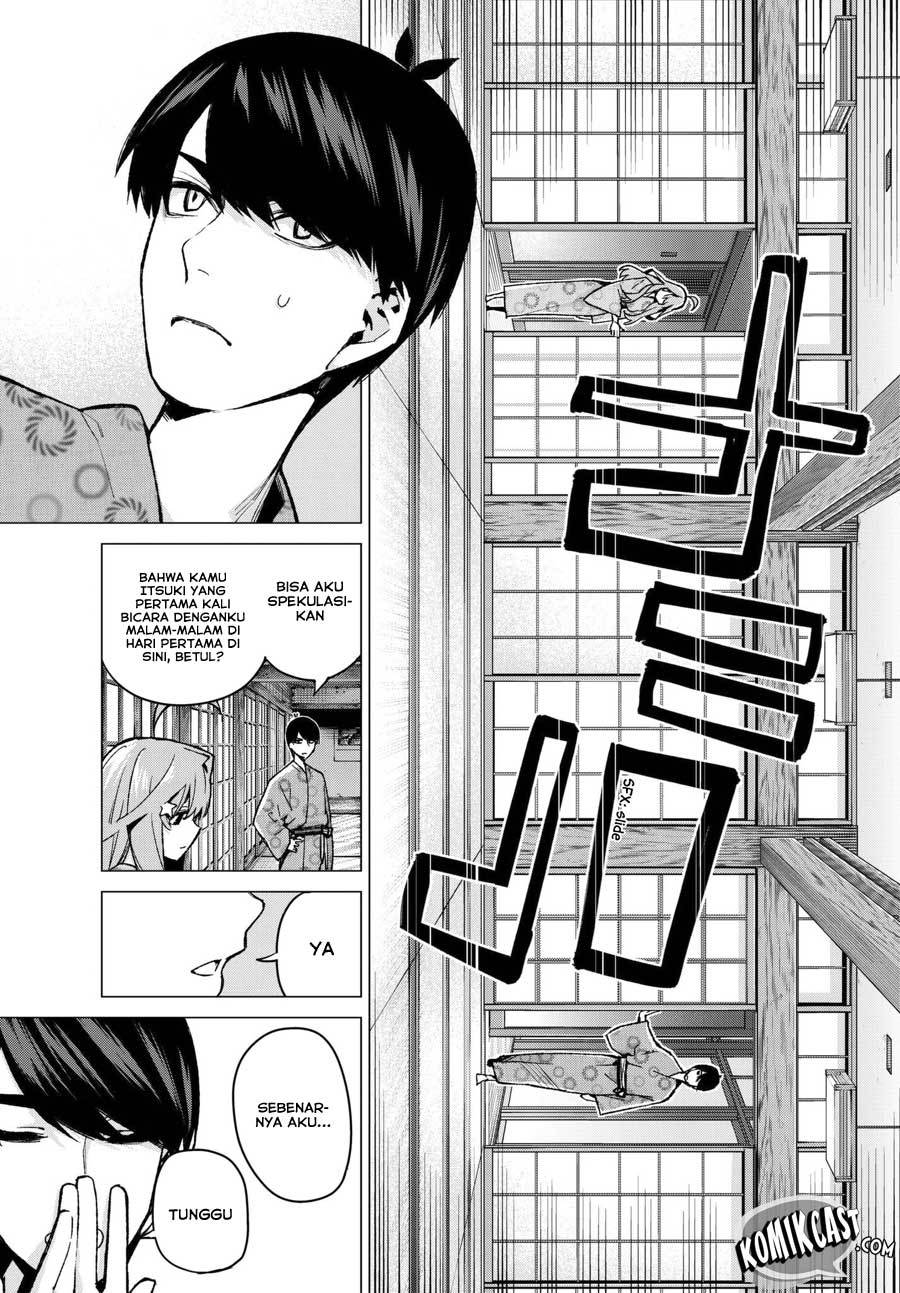 SFX: slide
BISA AKU
SPEKULASI-
KAN
BAHWA KAMU
ITSUKI YANG
PERTAMA KALI
BICARA DENGANKU
MALAM-MALAM DI
HARI PERTAMA DI
SINI, BETUL?
YA
SEBENAR-
NYA AKU...
TUNGGU
KOMIKCAST
.COM